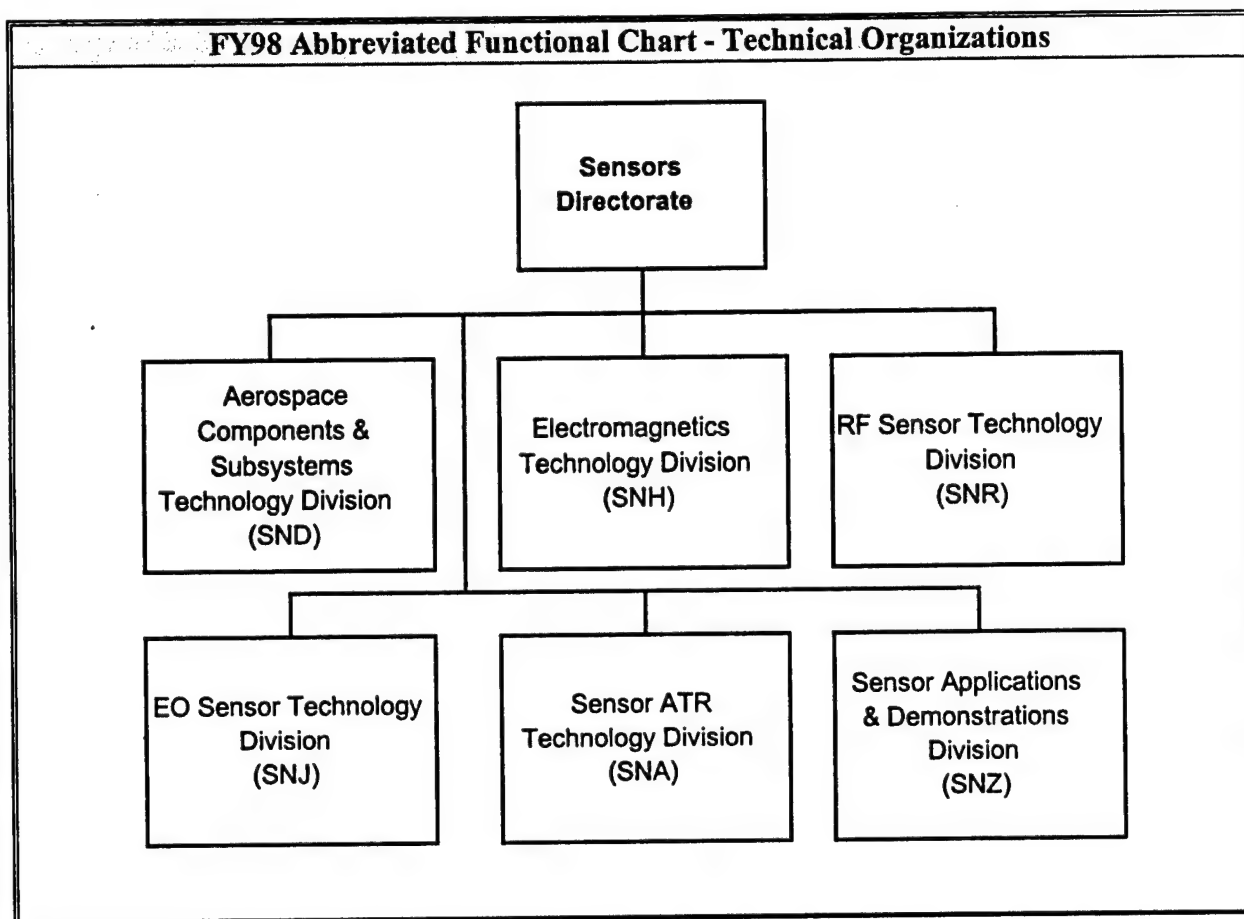 FY98 Abbreviated Functional Chart - Technical Organizations
Sensors
Directorate
Aerospace
Components &
Subsystems
Technology Division
(SND)
Electromagnetics
Technology Division
(SNH)
RF Sensor Technology
Division
(SNR)
EO Sensor Technology
Division
(SNJ)
Sensor ATR
Technology Division
(SNA)
Sensor Applications
& Demonstrations
Division
(SNZ)